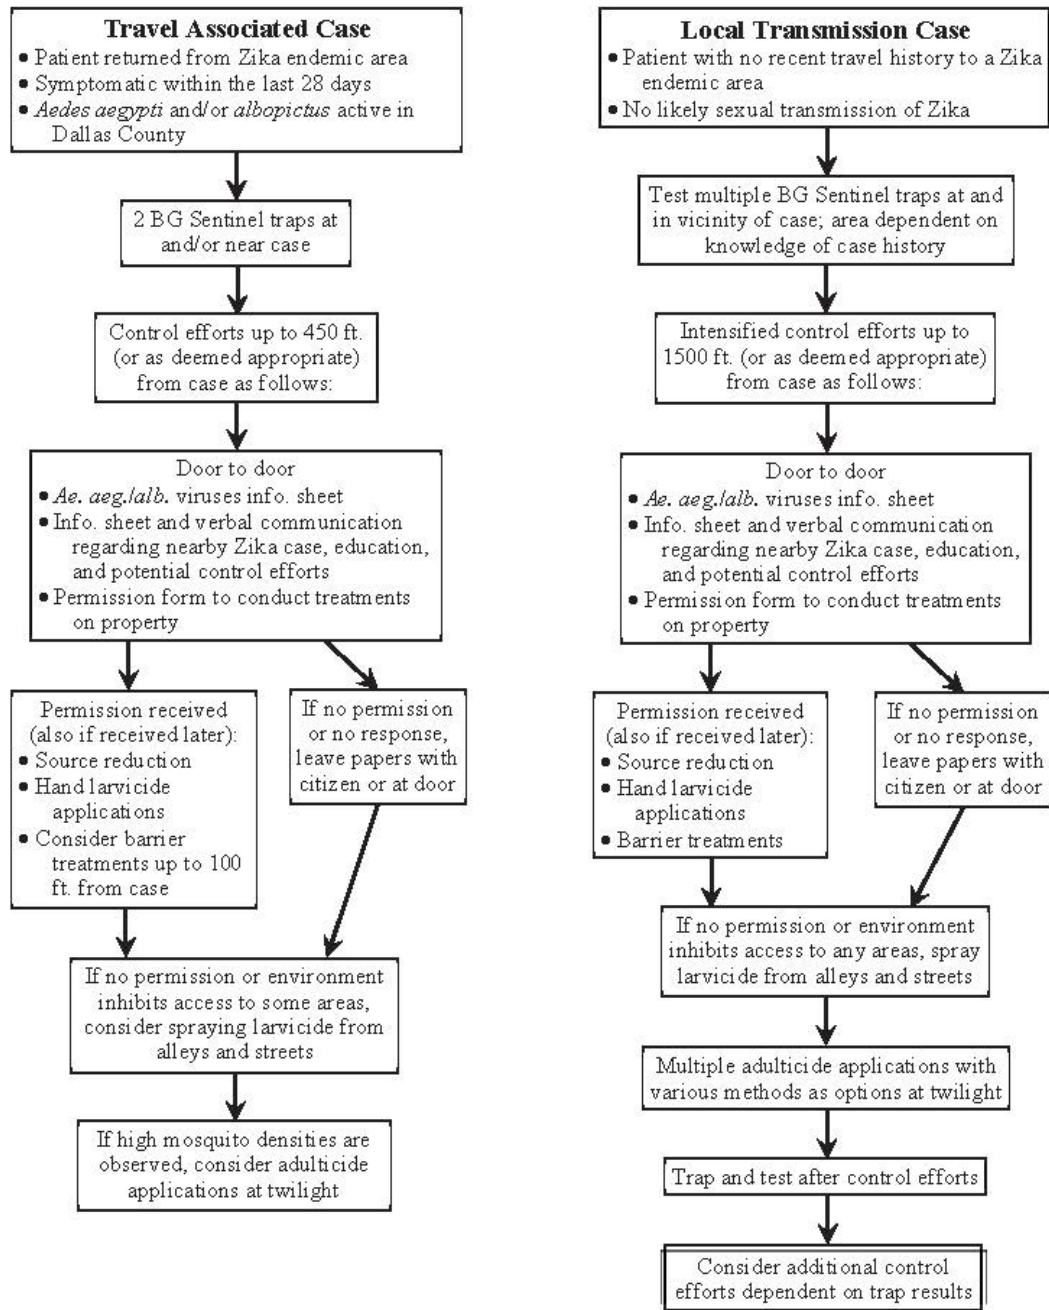 Travel Associated Case
● Patient returned from Zika endemic area
● Symptomatic within the last 28 days
● Aedes aegypti and/or albopictus active in
Dallas County
2 BG Sentinel traps at
and/or near case
Control efforts up to 450 ft.
(or as deemed appropriate)
from case as follows:
Door to door
● Ae. aeg./alb. viruses info. sheet
● Info. sheet and verbal communication
regarding nearby Zika case, education,
and potential control efforts
● Permission form to conduct treatments
on property
Permission received
(also if received later):
● Source reduction
● Hand larvicide
applications
● Consider barrier
treatments up to 100
ft. from case
If no permission
or no response,
leave papers with
citizen or at door
If no permission or environment
inhibits access to some areas,
consider spraying larvicide from
alleys and streets
If high mosquito densities are
observed, consider adulticide
applications at twilight
Local Transmission Case
● Patient with no recent travel history to a Zika
endemic area
● No likely sexual transmission of Zika
Test multiple BG Sentinel traps at and
in vicinity of case; area dependent on
knowledge of case history
Intensified control efforts up to
1500 ft. (or as deemed appropriate)
from case as follows:
Door to door
● Ae. aeg./alb. viruses info. sheet
● Info. sheet and verbal communication
regarding nearby Zika case, education,
and potential control efforts
● Permission form to conduct treatments
on property
Permission received
(also if received later):
● Source reduction
● Hand larvicide
applications
● Barrier treatments
If no permission
or no response,
leave papers with
citizen or at door
If no permission or environment
inhibits access to any areas, spray
larvicide from alleys and streets
Multiple adulticide applications with
various methods as options at twilight
Trap and test after control efforts
Consider additional control
efforts dependent on trap results